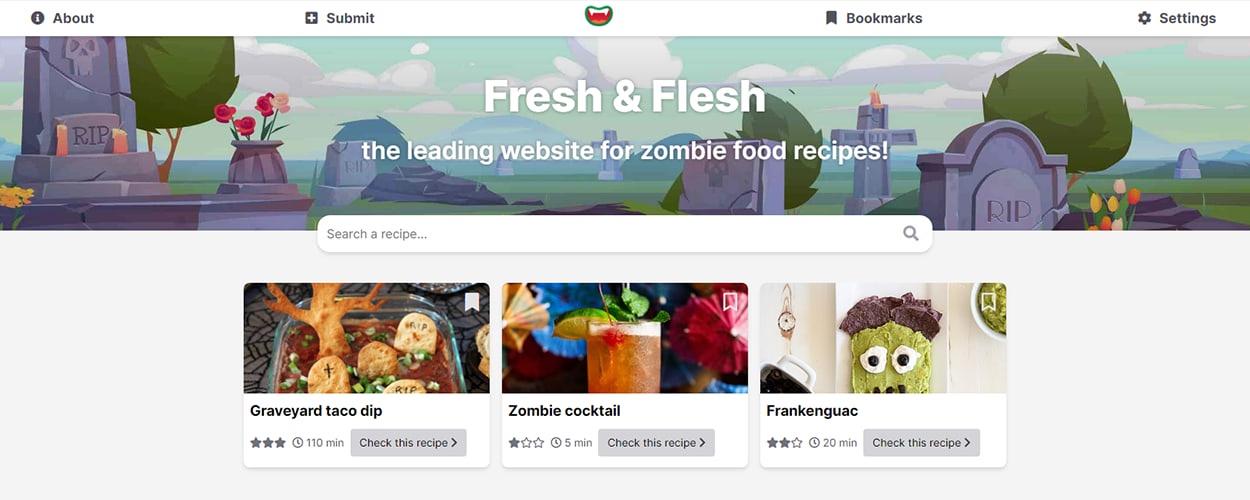 About
Submit
Bookmarks
Settings
Fresh & Flesh
the leading website for zombie food recipes!
RIP
RIP
RIP
Search a recipe...
RIP
RIP
Graveyard taco dip
110 min
Check this recipe
Zombie cocktail
5 min
Check this recipe
Frankenguac
20 min
Check this recipe